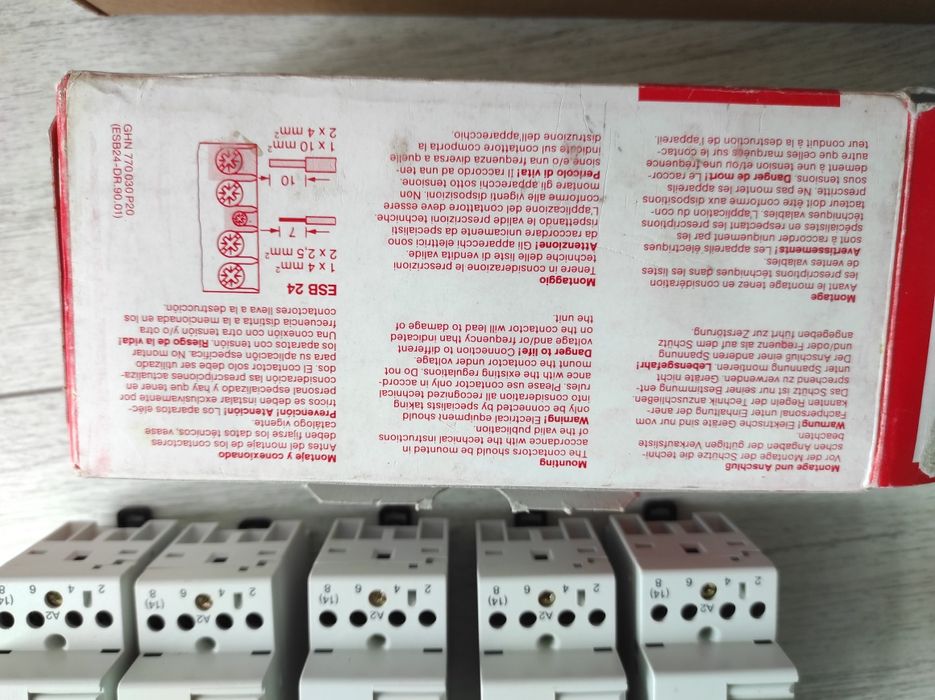 Montage und Anschluß
Vor der Montage der Schütze die techni-
schen Angaben der gültigen Verkaufsliste
beachten
Warnung! Elektrische Geräte sind nur vom
Fachpersonal unter Einhaltung der aner-
kannten Regeln der Technik anzuschließen.
Das Schütz ist nur seiner Bestimmung ent-
sprechend zu verwenden. Geräte nicht
unter Spannung montieren. Lebensgefahr!
Der Anschluß einer anderen Spannung
und/oder Frequenz als auf dem Schütz
angegeben führt zur Zerstörung.
Mounting
Contactors should be mounted in
accordance with the technical instructions
of the valid publication.
Warning! Electrical equipment should
only be connected by specialists taking
into consideration all recognized technical
rules. Please use contactor only in accord-
ance with the existing regulations. Do not
mount the contactor under voltage
Danger to life! Connection to different
voltage and/or frequency than indicated
on the contactor will lead to damage of
the unit.
Montaje y conexionado
Antes del montaje de los contactores
deben fijarse los datos técnicos, vease,
catálogo vigente.
Prevención/ Atención! Los aparatos eléc-
tricos se deben instalar exclusivamente por
personal especializado y hay que tener en
consideración las prescripciones actualiza-
dos. El contactor solo debe ser utilizado
para su aplicación específica. No montar
los aparatos con tension. Riesgo de la vida!
Una conexión con otra tensión y/o otra
frecuencia distinta a la mencionada en los
contactores a lleva a la destrucción.
Montage
Avant le montage tenez en considération
les prescriptions téchniques dans les listes
de ventes valables.
Avertissements! Les appareils électriques
sont à raccorder uniquement par les
spécialistes en respectant les prescriptions
téchniques valables. L'application du con-
tacteur doit être conforme aux dispositions
prescrite. Ne pas monter les appareils
sous tensions. Danger de mort! Le raccor-
dement à une tension et/ou une fréquence
autre que celles marquées sur le contac-
teur conduit à la destruction de l'appareil.
Montaggio
Tenere in considerazione le prescrizioni
techniche delle liste di vendita valide.
Attenzione! Gli apparechi elettrici sono
da raccordare unicamente da specialisti
rispettando le valide prescrizioni techniche.
L'applicazione del contattore deve essere
conforme alle vigenti disposizioni. Non
montare gli apparecchi sotto tensione.
Pericolo di vita! Il raccordo ad una ten-
sione e/o a una frequenza diversa a quelle
indicate sul contattore comporta la
distruzione dell'apparecchio.
ESB 24
1 x 4 mm²
2 x 2,5 mm²
7
10
1 x 10 mm²
2 x 4 mm²
GHN 770 0301 P20
(ESB24-DR.90.01)
A2
2 4 6 8
(14)
A2
2 4 6 8
(14)
A2
2 4 6 8
(14)
A2
2 4 6 8
(14)
A2
2 4 6 8
(14)